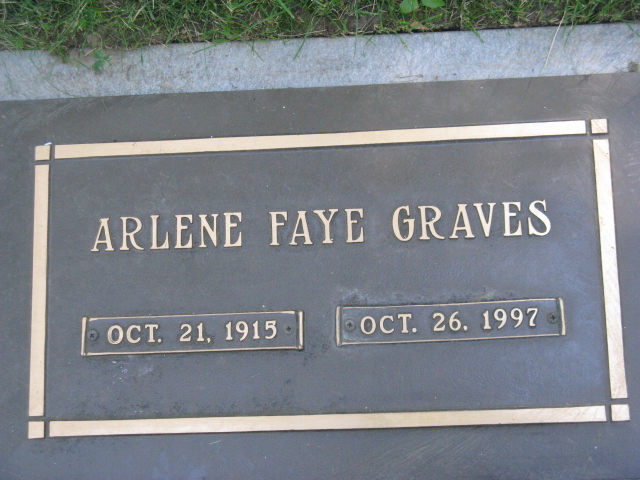 ARLENE FAYE GRAVES
OCT. 21, 1915 OCT. 26. 1997